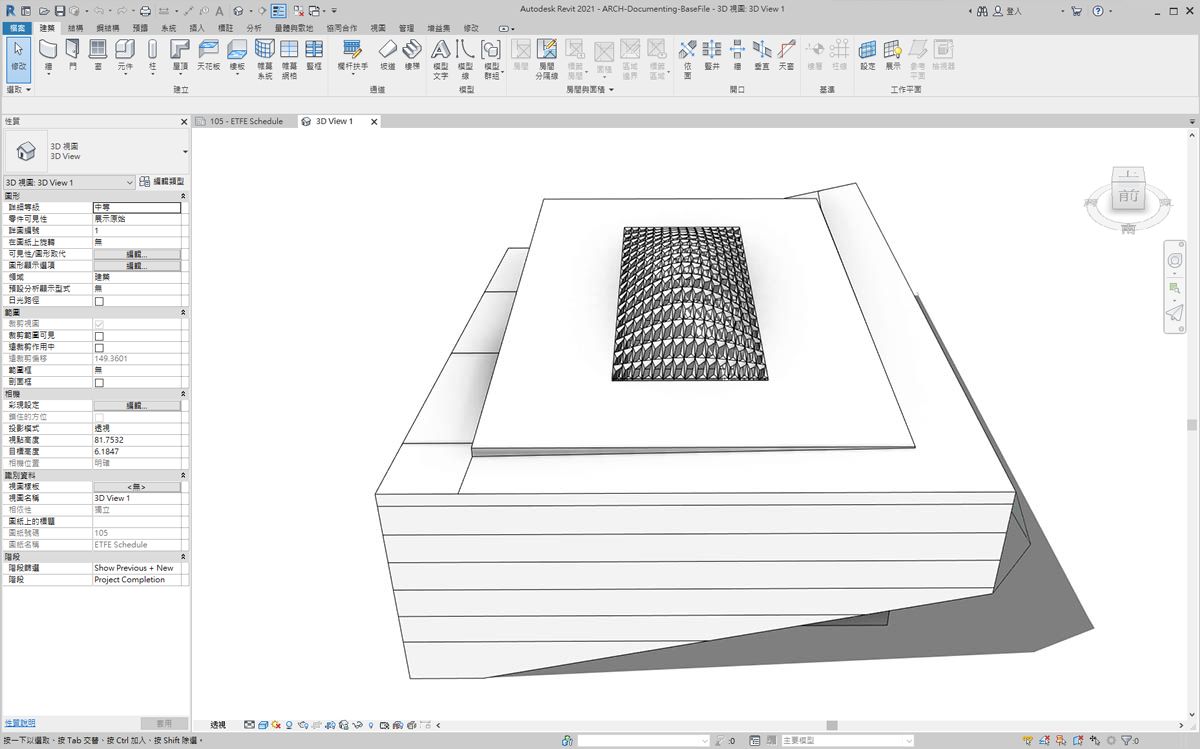 Autodesk Revit 2021 - ARCH-Documenting-BaseFile - 3D 視圖: 3D View 1
登入
檔案 建築 結構 鋼結構 預鑄 系統 插入 標註 分析 量體與敷地 協同合作 視圖 管理 增益集 修改
修改 牆 門 窗 元件 柱 屋頂 天花板 樓板 帷幕系統 帷幕網格 豎框 欄杆扶手 坡道 樓梯 模型文字 模型線 模型群組 房間 房間分隔線 標籤房間 面積 區域邊界 標籤區域 依面 豎井 牆 垂直 天窗 樓層 柱線 設定 展示 參考平面 檢視器
選取 建立 通道 模型 房間與面積 開口 基準 工作平面
性質
105 - ETFE Schedule
3D View 1
3D 視圖
3D View
3D 視圖: 3D View 1 編輯類型
圖形
詳細等級 中等
零件可見性 展示原始
詳圖編號 1
在圖紙上旋轉 無
可見性/圖形取代 編輯...
圖形顯示選項 編輯...
領域 建築
預設分析顯示型式 無
日光路徑
範圍
裁剪視圖
裁剪範圍可見
遠裁剪作用中
遠裁剪偏移 149.3601
範圍框 無
剖面框
相機
彩現設定 編輯...
鎖住的方位
投影模式 透視
視點高度 81.7532
目標高度 6.1847
相機位置 明確
識別資料
視圖樣板 <無>
視圖名稱 3D View 1
相依性 獨立
圖紙上的標題
圖紙號碼 105
圖紙名稱 ETFE Schedule
階段
階段篩選 Show Previous + New
階段 Project Completion
上
前
南
性質說明 套用
透視
按一下以選取、按 Tab 交替、按 Ctrl 加入、按 Shift 除選。
:0
主要模型
:0